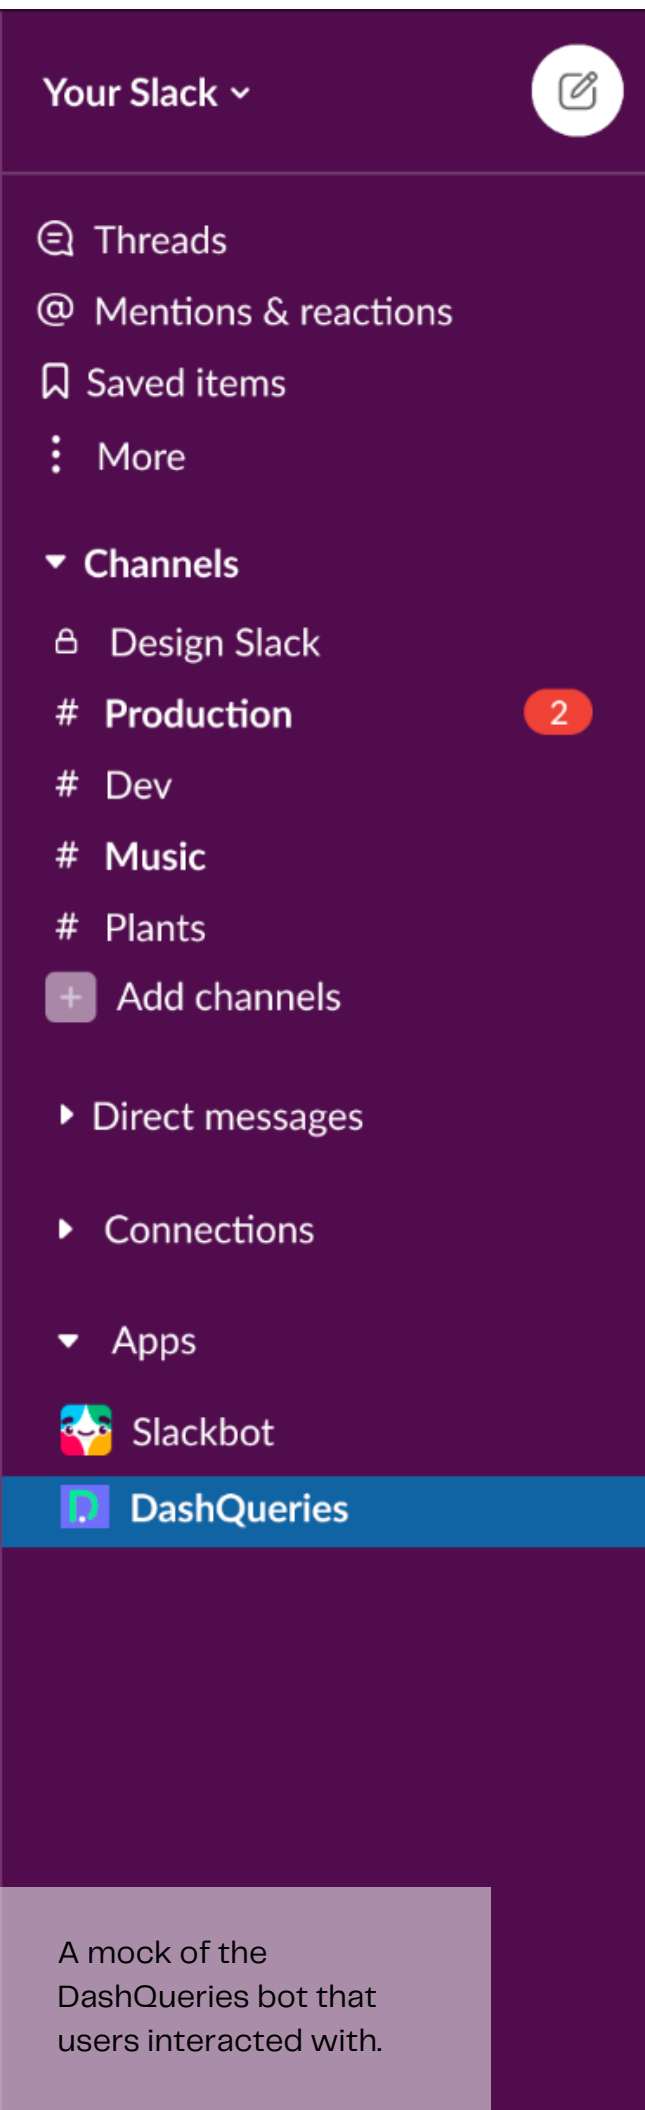 Your Slack
Threads
@ Mentions & reactions
Saved items
More
Channels
Design Slack
# Production 2
# Dev
# Music
# Plants
+ Add channels
Direct messages
Connections
Apps
Slackbot
D. DashQueries
A mock of the
DashQueries bot that
users interacted with.